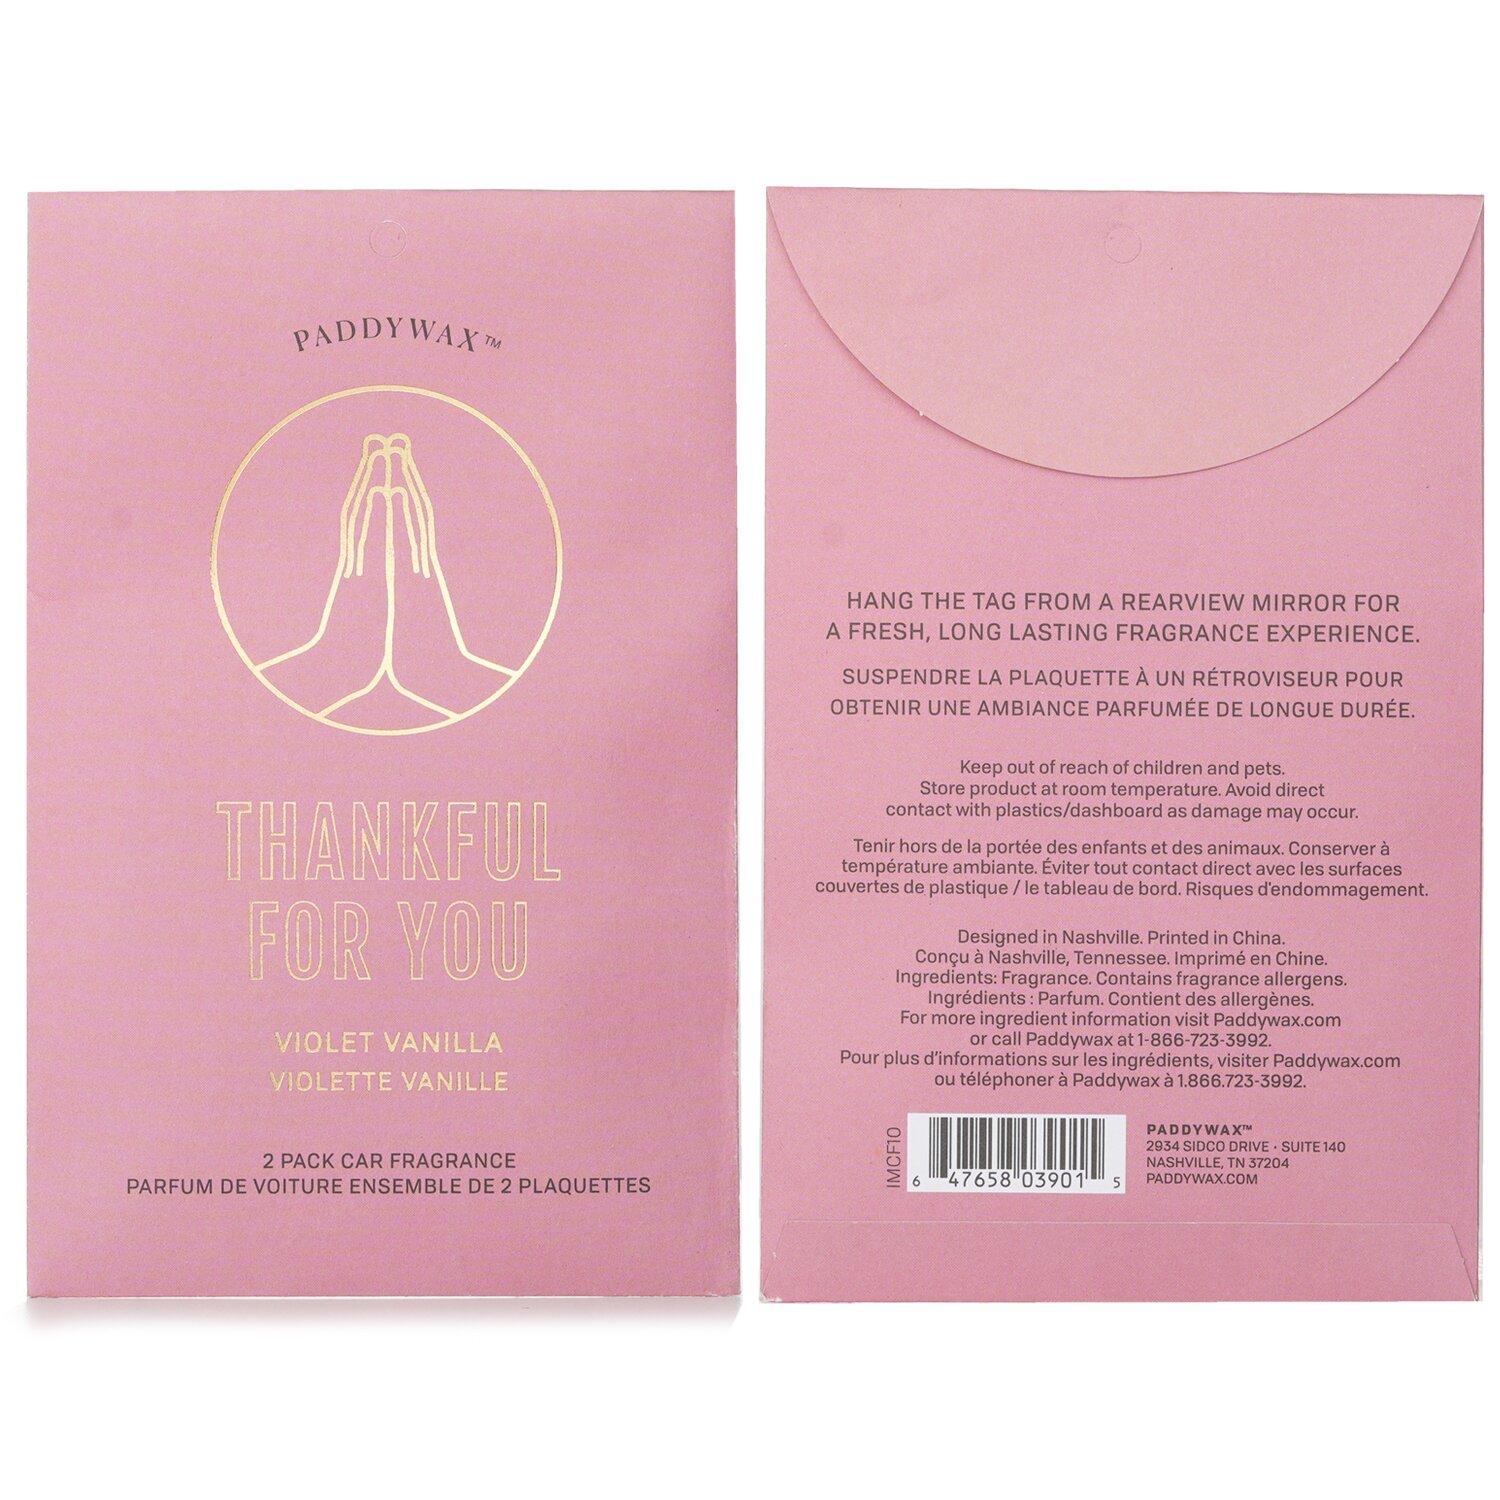 PADDYWAX™
THANKFUL
FOR YOU
VIOLET VANILLA
VIOLETTE VANILLE
2 PACK CAR FRAGRANCE
PARFUM DE VOITURE ENSEMBLE DE 2 PLAQUETTES
HANG THE TAG FROM A REARVIEW MIRROR FOR
A FRESH, LONG LASTING FRAGRANCE EXPERIENCE.
SUSPENDRE LA PLAQUETTE À UN RÉTROVISEUR POUR
OBTENIR UNE AMBIANCE PARFUMÉE DE LONGUE DURÉE.
Keep out of reach of children and pets.
Store product at room temperature. Avoid direct
contact with plastics/dashboard as damage may occur.
Tenir hors de la portée des enfants et des animaux. Conserver à
température ambiante. Éviter tout contact direct avec les surfaces
couvertes de plastique / le tableau de bord. Risques d'endommagement.
Designed in Nashville. Printed in China.
Conçu à Nashville, Tennessee. Imprimé en Chine.
Ingredients: Fragrance. Contains fragrance allergens.
Ingrédients : Parfum. Contient des allergènes.
For more ingredient information visit Paddywax.com
or call Paddywax at 1-866-723-3992.
Pour plus d'informations sur les ingrédients, visiter Paddywax.com
ou téléphoner à Paddywax à 1.866.723-3992.
IMCF10
6 47658 03901 5
PADDYWAX™
2934 SIDCO DRIVE · SUITE 140
NASHVILLE, TN 37204
PADDYWAX.COM